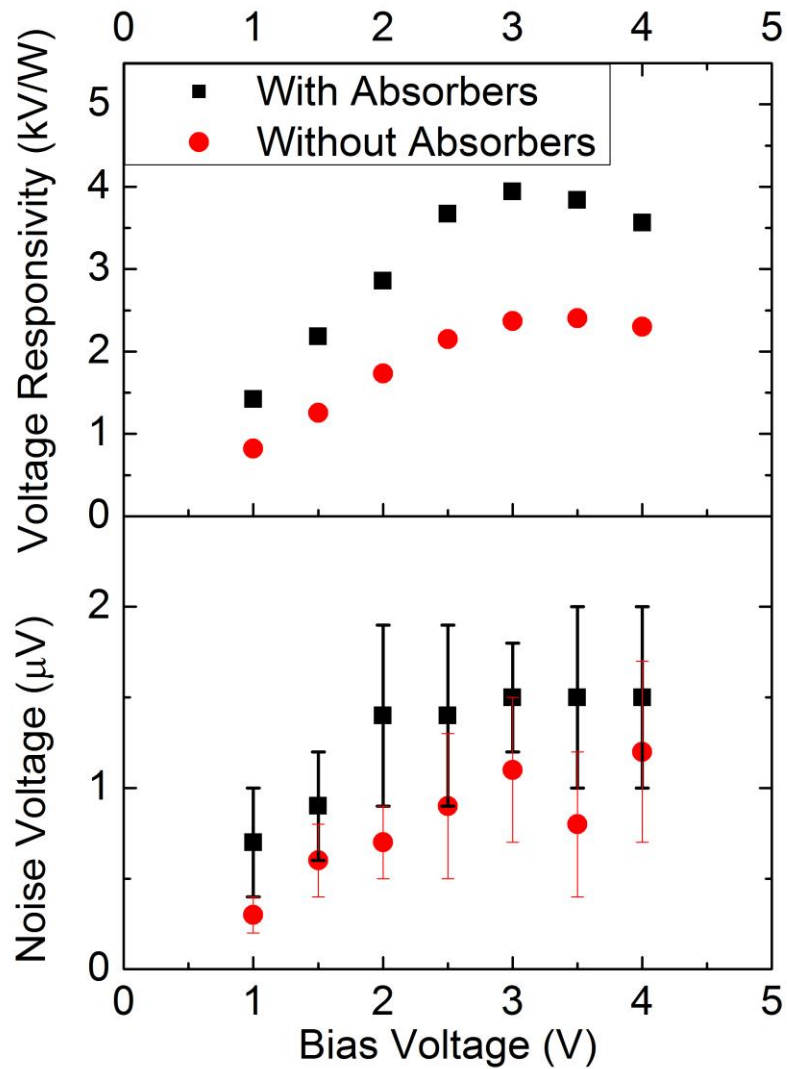 0 1 2 3 4 5
Voltage Responsivity (kV/W)
5
4
3
2
1
0
With Absorbers
Without Absorbers
Noise Voltage (μV)
2
1
0
0 1 2 3 4 5
Bias Voltage (V)